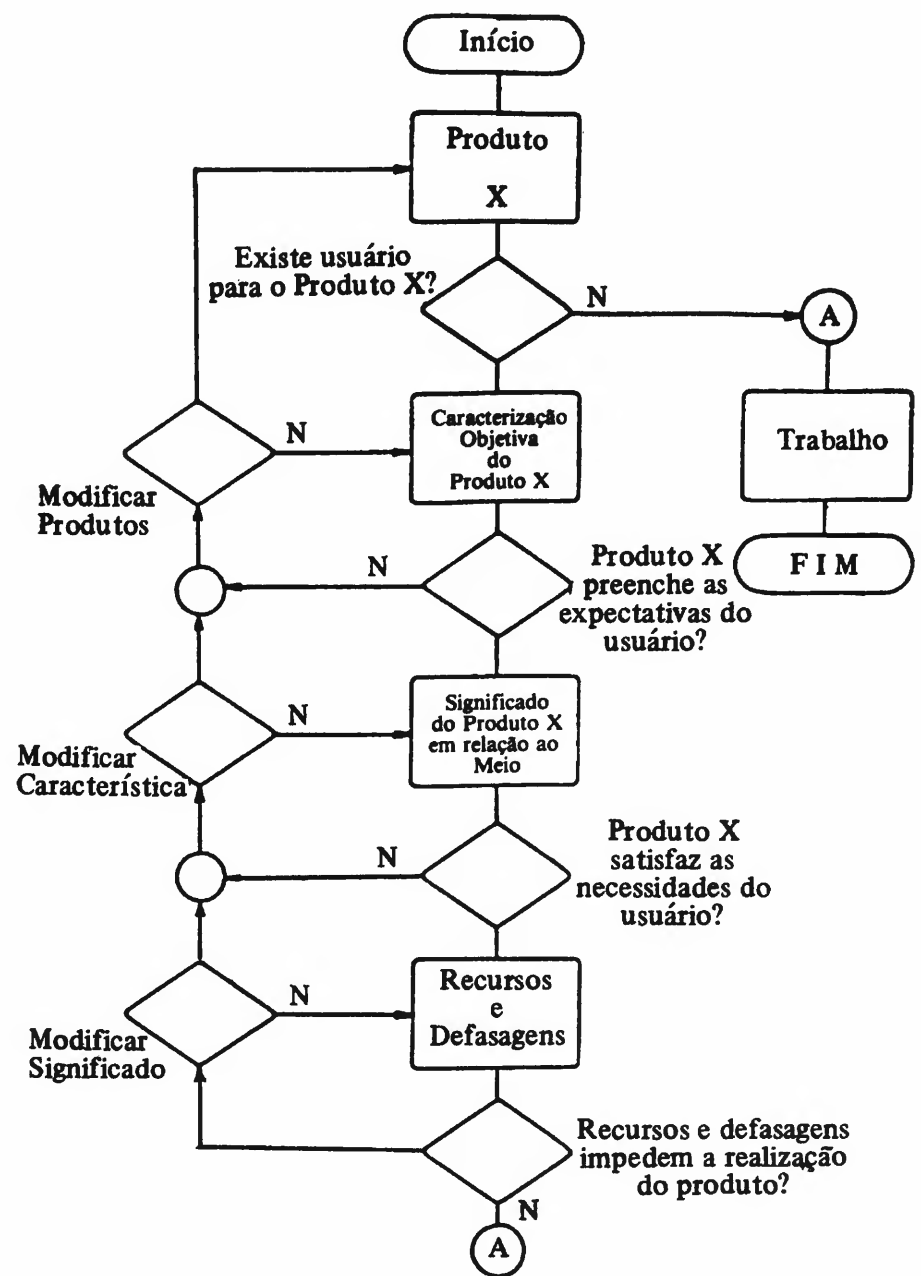 Início
Produto
X
Existe usuário
para o Produto X?
N
A
Caracterização
Objetiva
do
Produto X
N
Trabalho
Modificar
Produtos
F I M
N
Produto X
preenche as
expectativas do
usuário?
Significado
do Produto X
em relação ao
Meio
N
Modificar
Característica
N
Produto X
satisfaz as
necessidades do
usuário?
Recursos
e
Defasagens
N
Modificar
Significado
Recursos e defasagens
impedem a realização
do produto?
N
A